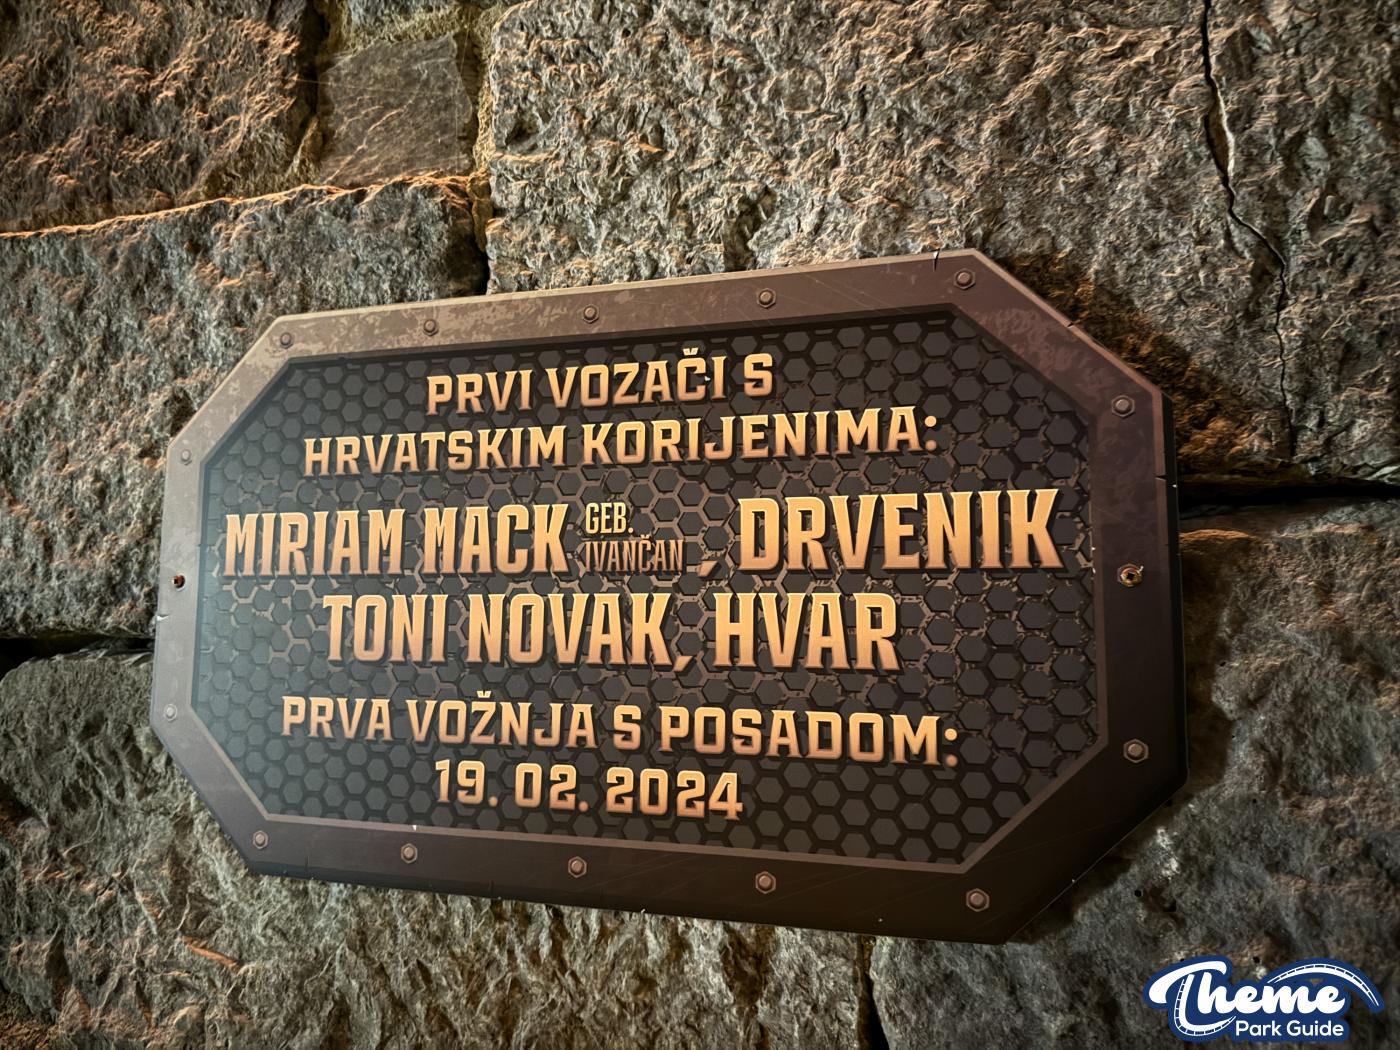 PRVI VOZAČI S
HRVATSKIM KORIJENIMA:
MIRIAM MACK GEB. IVANČAN, DRVENIK
TONI NOVAK, HVAR
PRVA VOŽNJA S POSADOM:
19. 02. 2024
Theme
Park Guide